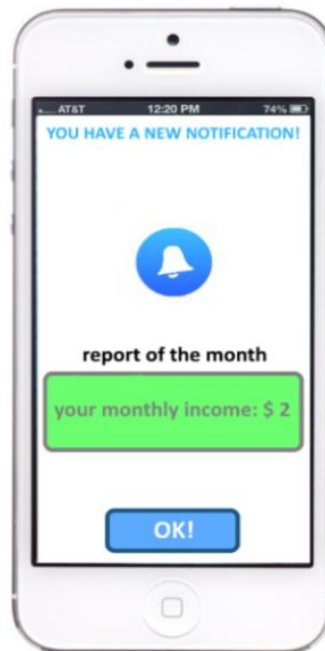 AT&T 12:20 PM 74%
YOU HAVE A NEW NOTIFICATION!
report of the month
your monthly income: $ 2
OK!